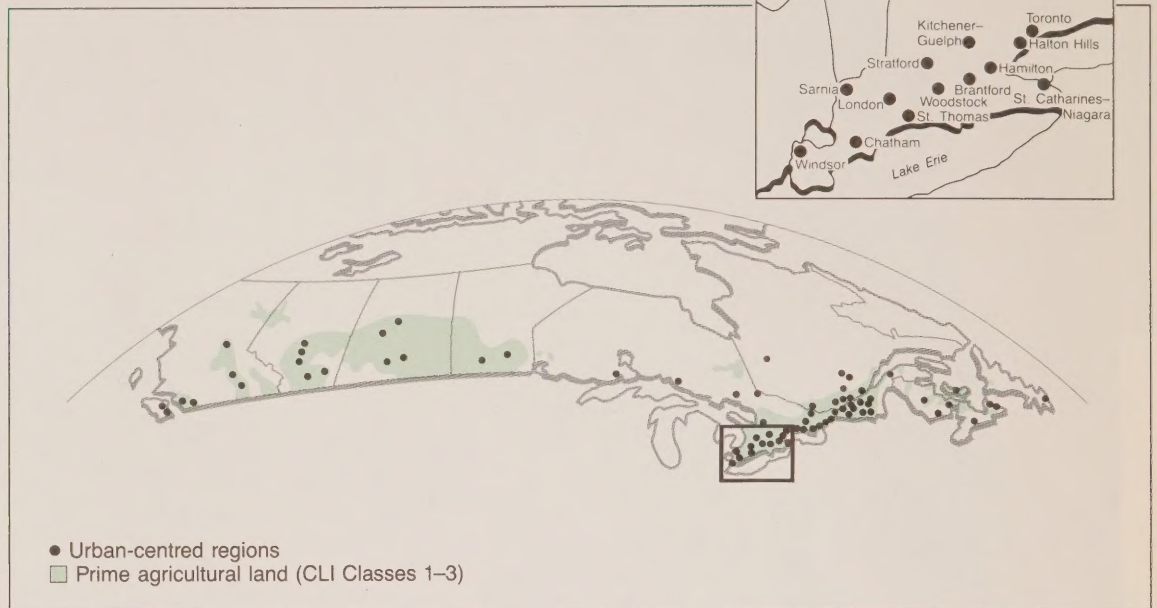 Toronto
Kitchener–
Guelph
Halton Hills
Stratford
Hamilton
Sarnia
Brantford
London
Woodstock
St. Catharines–
Niagara
St. Thomas
Chatham
Windsor
Lake Erie
● Urban-centred regions
Prime agricultural land (CLI Classes 1–3)